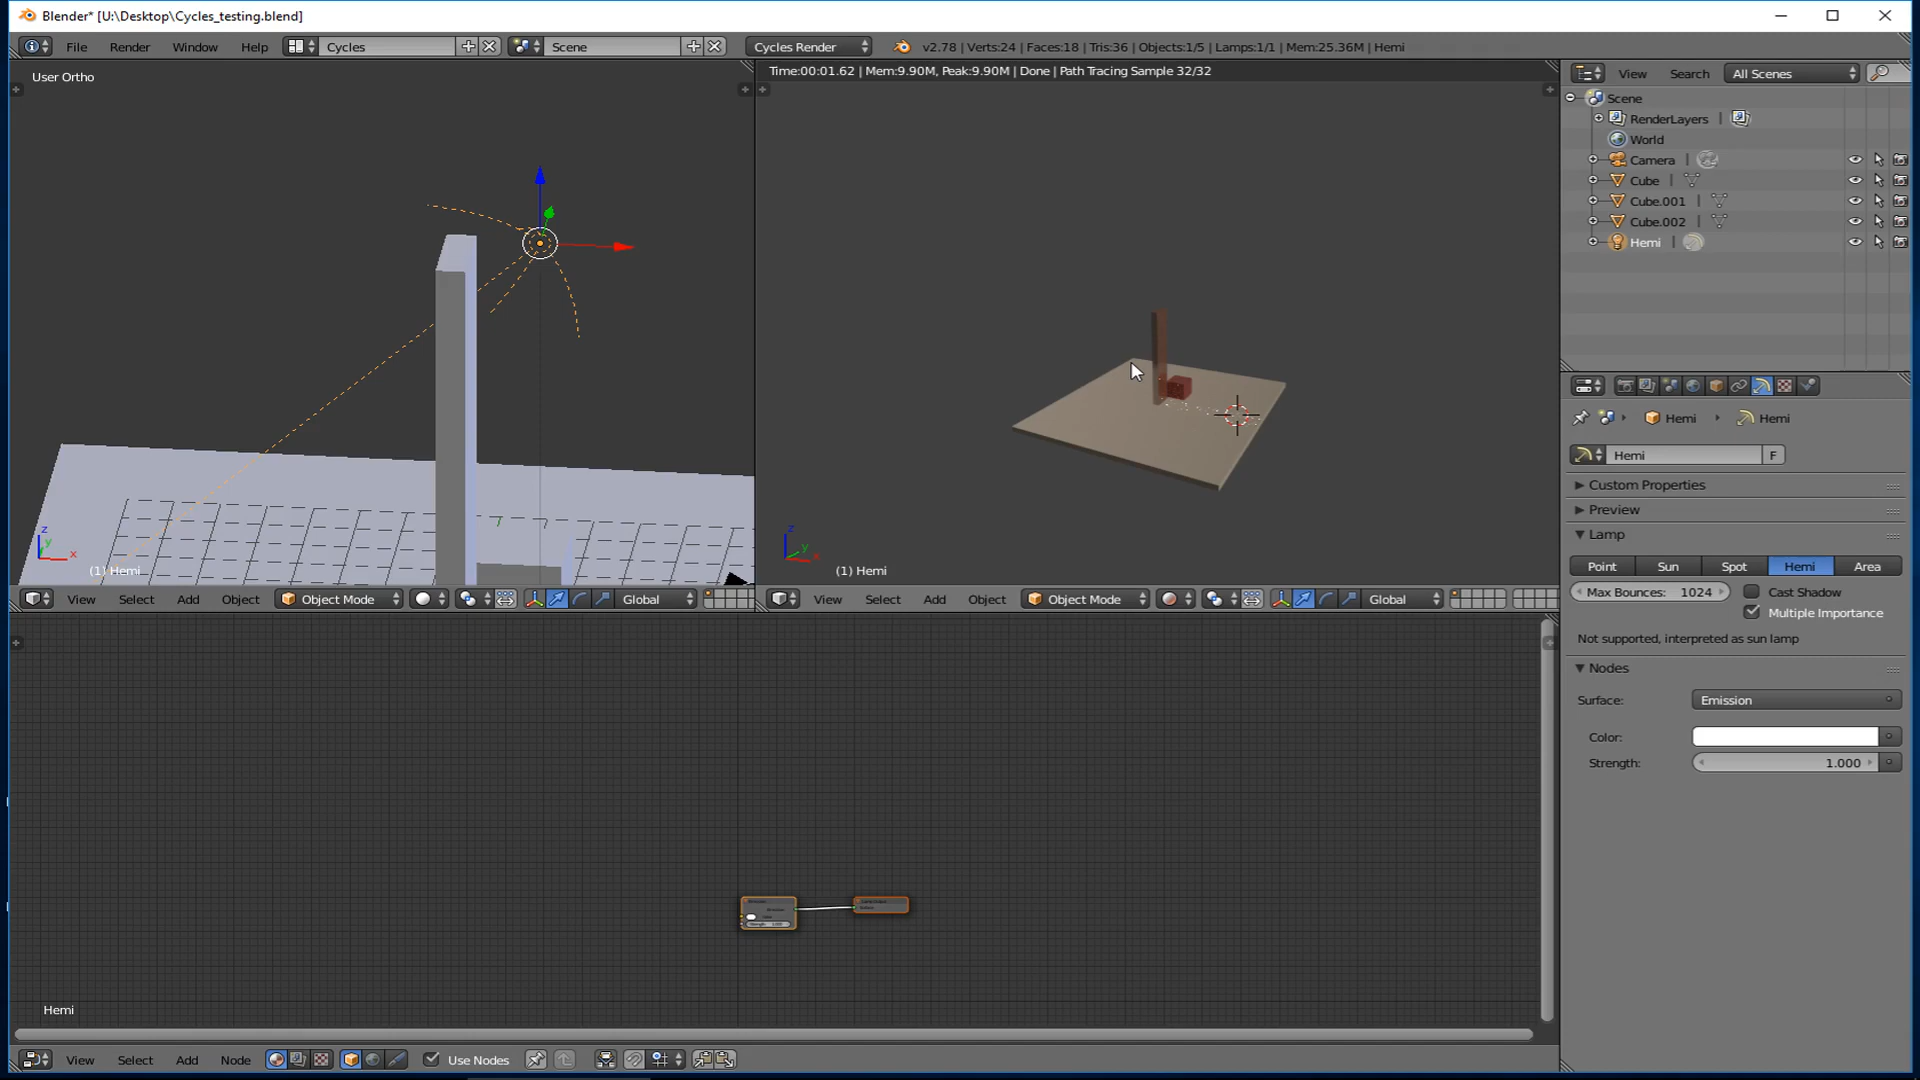 Blender* [U:\Desktop\Cycles_testing.blend]
File Render Window Help Cycles Scene Cycles Render v2.78 | Verts:24 | Faces:18 | Tris:36 | Objects:1/5 | Lamps:1/1 | Mem:25.36M | Hemi
User Ortho
Time:00:01.62 | Mem:9.90M, Peak:9.90M | Done | Path Tracing Sample 32/32
View Search All Scenes
Scene
RenderLayers
World
Camera
Cube
Cube.001
Cube.002
Hemi
Hemi Hemi
Hemi F
Custom Properties
Preview
Lamp
Point Sun Spot Hemi Area
Max Bounces: 1024 Cast Shadow
Multiple Importance
Not supported, interpreted as sun lamp
Nodes
Surface: Emission
Color:
Strength: 1.000
z
y
x
(1) Hemi
z
y
x
(1) Hemi
View Select Add Object Object Mode Global
View Select Add Object Object Mode Global
Hemi
View Select Add Node Use Nodes